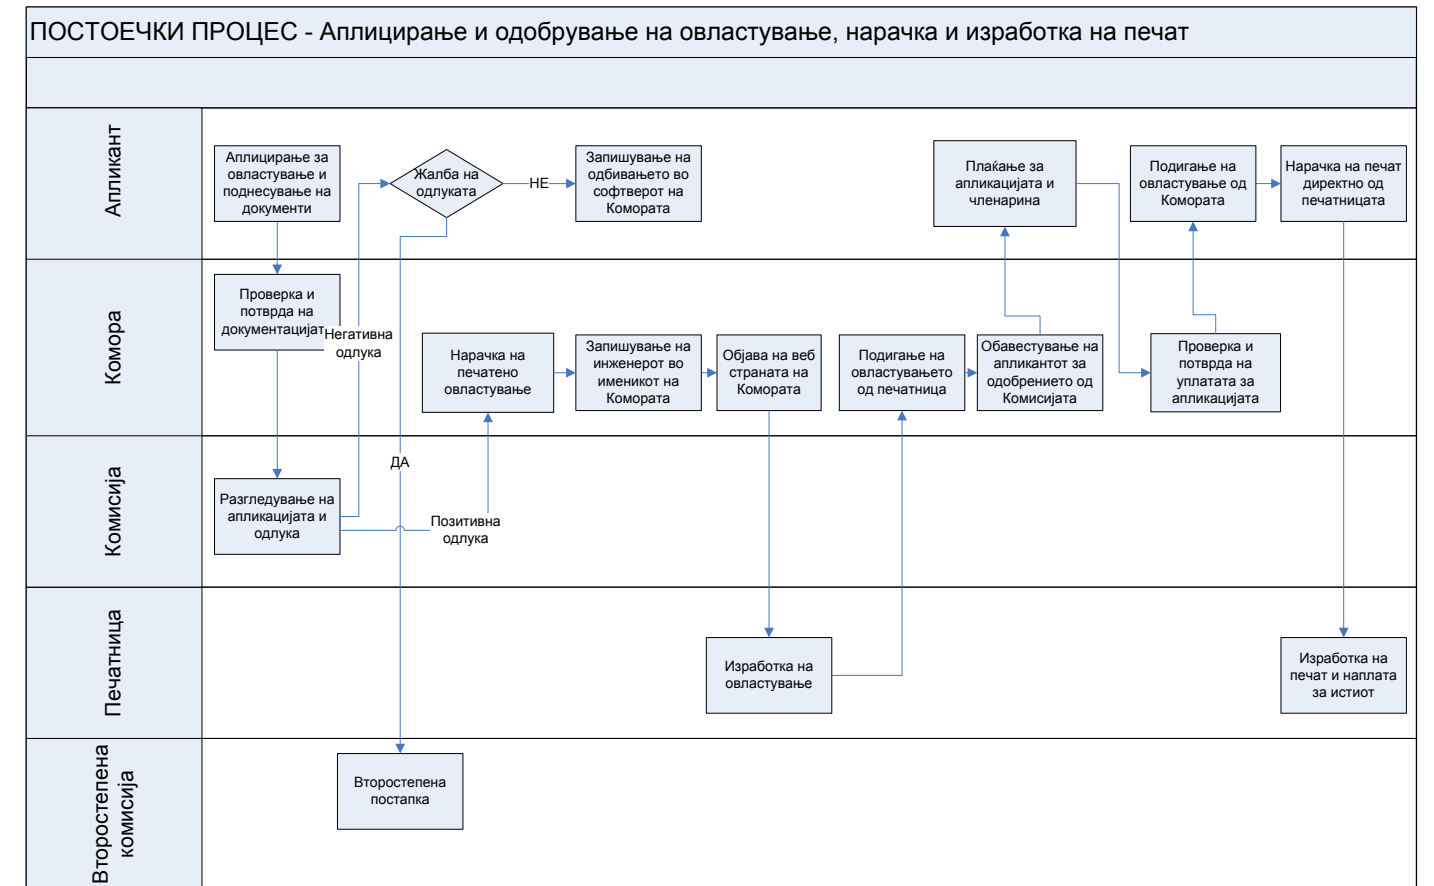 ПОСТОЕЧКИ ПРОЦЕС - Аплицирање и одобрување на овластување, нарачка и изработка на печат
Апликант
Аплицирање за
овластување и
поднесување на
документи
Жалба на
одлуката
НЕ
Запишување на
одбивањето во
софтверот на
Комората
Плаќање за
апликацијата и
членарина
Подигање на
овластување од
Комората
Нарачка на печат
директно од
печатницата
Комора
Проверка и
потврда на
документацијат
Негативна
одлука
Нарачка на
печатено
овластување
Запишување на
инженерот во
именикот на
Комората
Објава на веб
страната на
Комората
Подигање на
овластувањето
од печатница
Обавестување на
апликантот за
одобрението од
Комисијата
Проверка и
потврда на
уплатата за
апликацијата
Комисија
ДА
Разгледување на
апликацијата и
одлука
Позитивна
одлука
Печатница
Изработка на
овластување
Изработка на
печат и наплата
за истиот
Второстепена
комисија
Второстепена
постапка